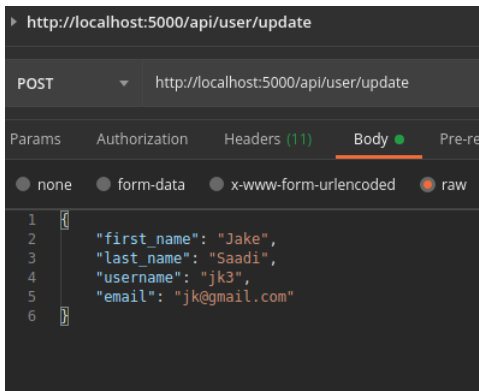 http://localhost:5000/api/user/update
POST http://localhost:5000/api/user/update
Params Authorization Headers (11) Body Pre-re
none form-data x-www-form-urlencoded raw
1 {
2 "first_name": "Jake",
3 "last_name": "Saadi",
4 "username": "jk3",
5 "email": "jk@gmail.com"
6 }